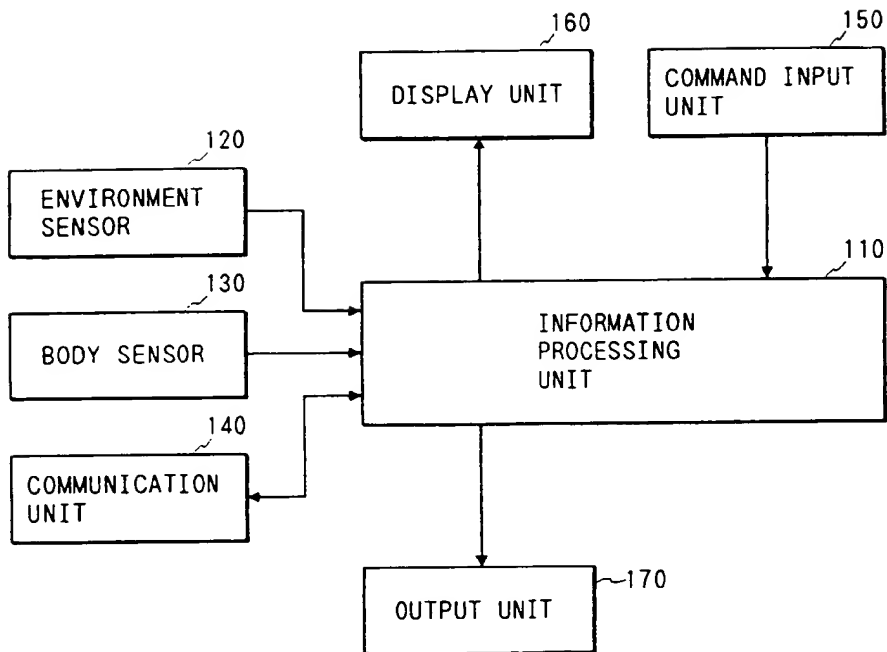 160
150
DISPLAY UNIT
COMMAND INPUT
UNIT
120
ENVIRONMENT
SENSOR
110
130
INFORMATION
PROCESSING
UNIT
BODY SENSOR
140
COMMUNICATION
UNIT
170
OUTPUT UNIT